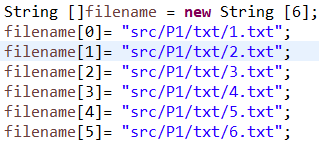 String []filename = new String [6];
filename[0]= "src/P1/txt/1.txt";
filename[1]= "src/P1/txt/2.txt";
filename[2]= "src/P1/txt/3.txt";
filename[3]= "src/P1/txt/4.txt";
filename[4]= "src/P1/txt/5.txt";
filename[5]= "src/P1/txt/6.txt";